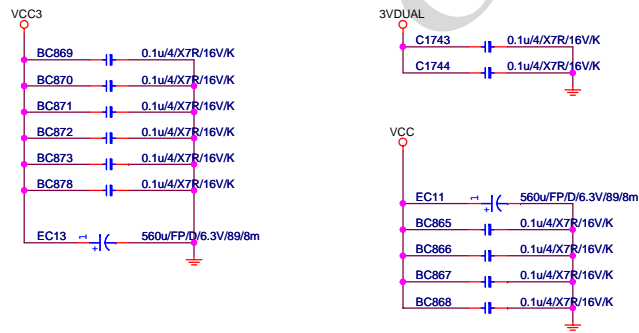 VCC3
BC869 0.1u/4/X7R/16V/K
BC870 0.1u/4/X7R/16V/K
BC871 0.1u/4/X7R/16V/K
BC872 0.1u/4/X7R/16V/K
BC873 0.1u/4/X7R/16V/K
BC878 0.1u/4/X7R/16V/K
EC13 1 + 560u/FP/D/6.3V/89/8m
3VDUAL
C1743 0.1u/4/X7R/16V/K
C1744 0.1u/4/X7R/16V/K
VCC
EC11 1 + 560u/FP/D/6.3V/89/8m
BC865 0.1u/4/X7R/16V/K
BC866 0.1u/4/X7R/16V/K
BC867 0.1u/4/X7R/16V/K
BC868 0.1u/4/X7R/16V/K